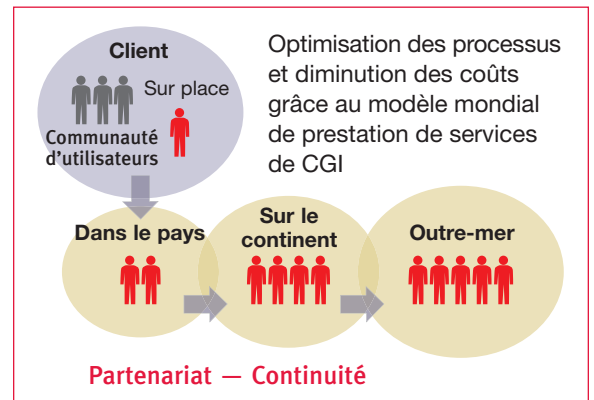 Client
Sur place
Communauté
d'utilisateurs
Optimisation des processus
et diminution des coûts
grâce au modèle mondial
de prestation de services
de CGI
Dans le pays
Sur le
continent
Outre-mer
Partenariat — Continuité